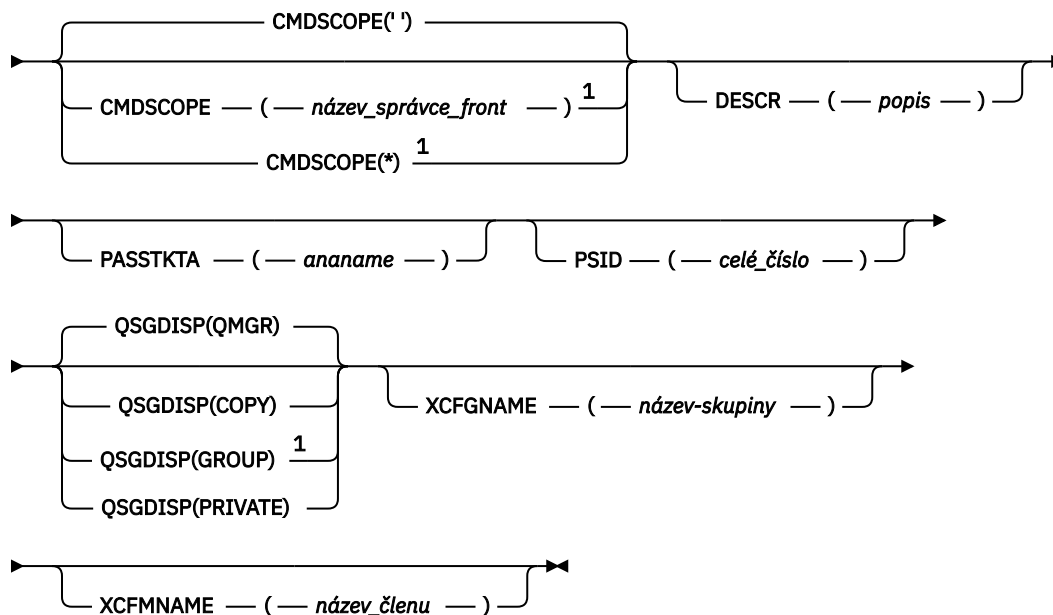 CMDSCOPE(' ')
CMDSCOPE ( název_správce_front ) 1 DESCR ( popis )
CMDSCOPE(*) 1
PASSTKTA ( ananame ) PSID ( celé_číslo )
QSGDISP(QMGR)
QSGDISP(COPY) XCFGNAME ( název-skupiny )
QSGDISP(GROUP) 1
QSGDISP(PRIVATE)
XCFMNAME ( název_členu )